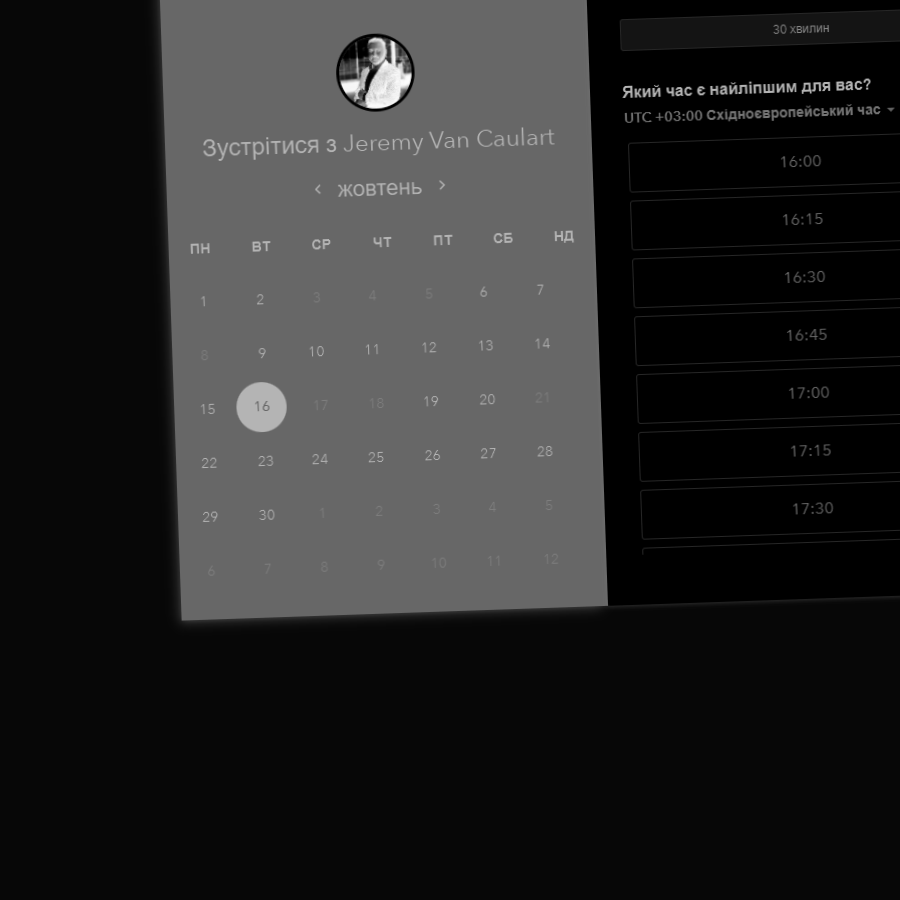 Зустрітися з Jeremy Van Caulart
жовтень
ПН ВТ СР ЧТ ПТ СБ НД
1 2 3 4 5 6 7
8 9 10 11 12 13 14
15 16 17 18 19 20 21
22 23 24 25 26 27 28
29 30 1 2 3 4 5
6 7 8 9 10 11 12
30 хвилин
Який час є найліпшим для вас?
UTC +03:00 Східноєвропейський час
16:00
16:15
16:30
16:45
17:00
17:15
17:30